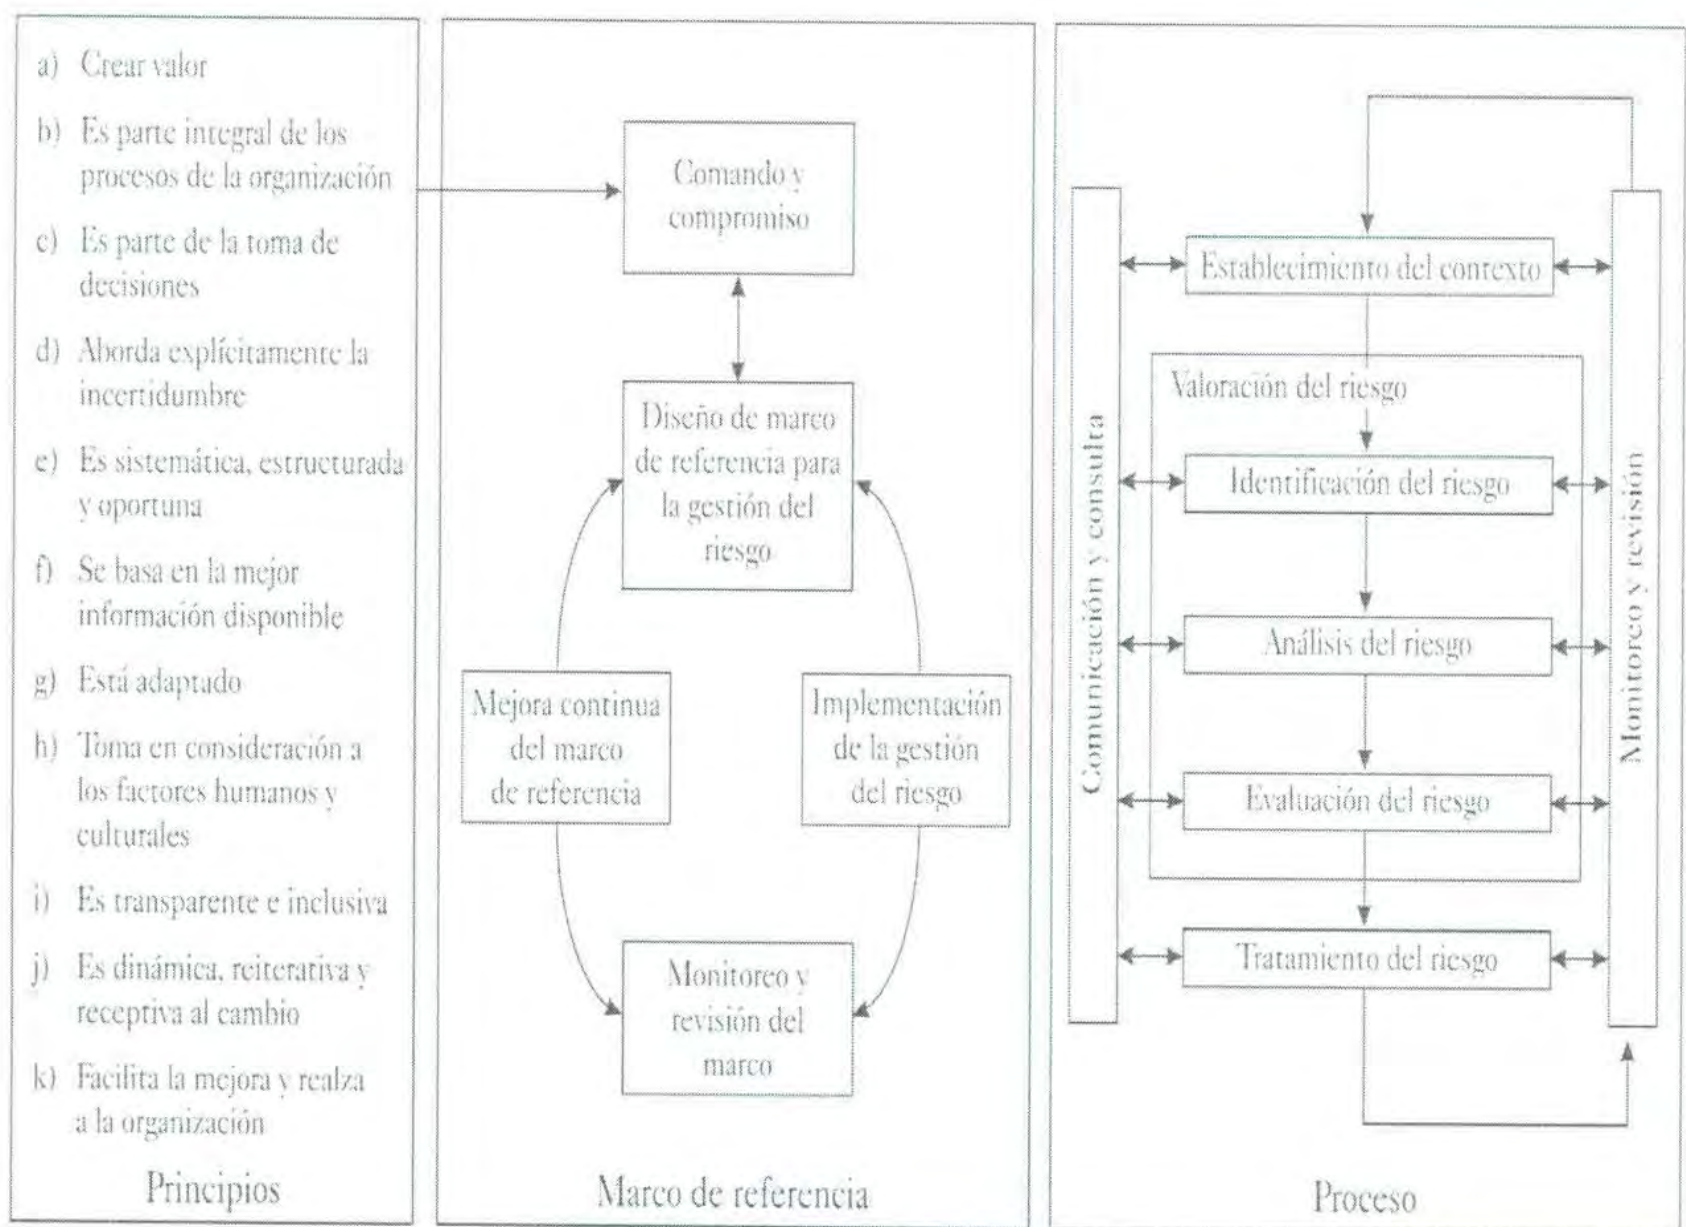 a) Crear valor
b) Es parte integral de los
procesos de la organización
c) Es parte de la toma de
decisiones
d) Aborda explícitamente la
incertidumbre
e) Es sistemática, estructurada
y oportuna
f) Se basa en la mejor
información disponible
g) Está adaptado
h) Toma en consideración a
los factores humanos y
culturales
i) Es transparente e inclusiva
j) Es dinámica, reiterativa y
receptiva al cambio
k) Facilita la mejora y realza
a la organización
Principios
Comando y
compromiso
Diseño de marco
de referencia para
la gestión del
riesgo
Mejora continua
del marco
de referencia
Implementación
de la gestión
del riesgo
Monitoreo y
revisión del
marco
Marco de referencia
Comunicación y consulta
Establecimiento del contexto
Valoración del riesgo
Identificación del riesgo
Análisis del riesgo
Evaluación del riesgo
Tratamiento del riesgo
Monitoreo y revisión
Proceso